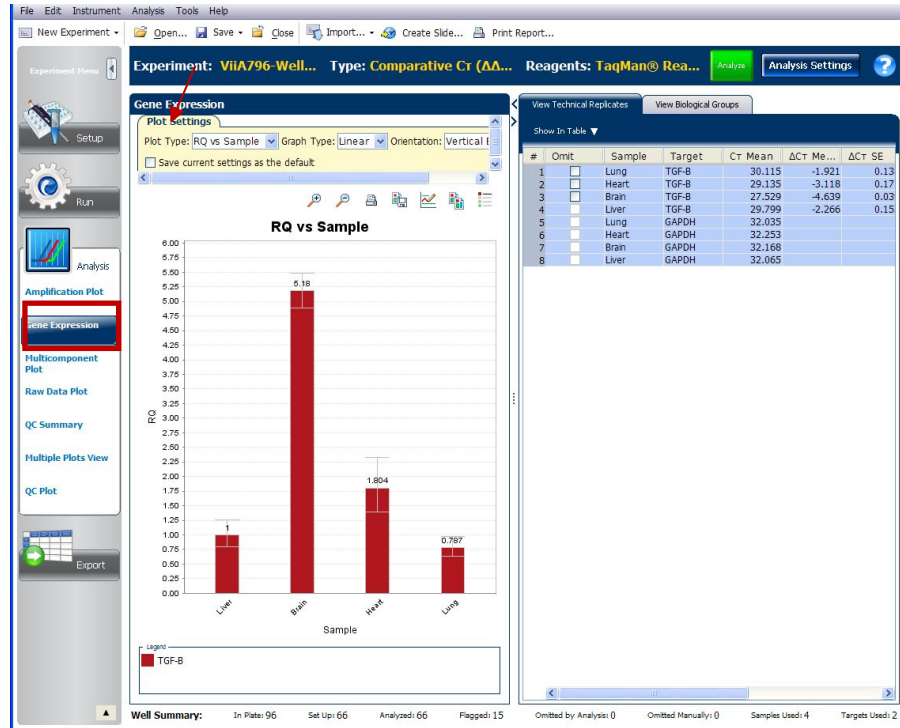 File Edit Instrument Analysis Tools Help
New Experiment Open... Save Close Import... Create Slide... Print Report...
Experiment Menu
Experiment: ViiA796-Well... Type: Comparative CT (ΔΔ... Reagents: TaqMan® Rea... Analyze Analysis Settings ?
Setup
Run
Analysis
Amplification Plot
Gene Expression
Multicomponent
Plot
Raw Data Plot
QC Summary
Multiple Plots View
QC Plot
Export
Gene Expression
Plot Settings
Plot Type: RQ vs Sample Graph Type: Linear Orientation: Vertical
Save current settings as the default
RQ vs Sample
6.00
5.75
5.50
5.25
5.00
4.75
4.50
4.25
4.00
3.75
3.50
3.25
3.00
2.75
2.50
2.25
2.00
1.75
1.50
1.25
1.00
0.75
0.50
0.25
0.00
RQ
1
5.18
1.804
0.787
Liver Brain Heart Lung
Sample
Legend
TGF-B
View Technical Replicates View Biological Groups
Show In Table ▼
# Omit Sample Target CT Mean ΔCT Me... ΔCT SE
1 Lung TGF-B 30.115 -1.921 0.13
2 Heart TGF-B 29.135 -3.118 0.17
3 Brain TGF-B 27.529 -4.639 0.03
4 Liver TGF-B 29.799 -2.266 0.15
5 Lung GAPDH 32.035
6 Heart GAPDH 32.253
7 Brain GAPDH 32.168
8 Liver GAPDH 32.065
Well Summary: In Plate: 96 Set Up: 66 Analyzed: 66 Flagged: 15 Omitted by Analysis: 0 Omitted Manually: 0 Samples Used: 4 Targets Used: 2